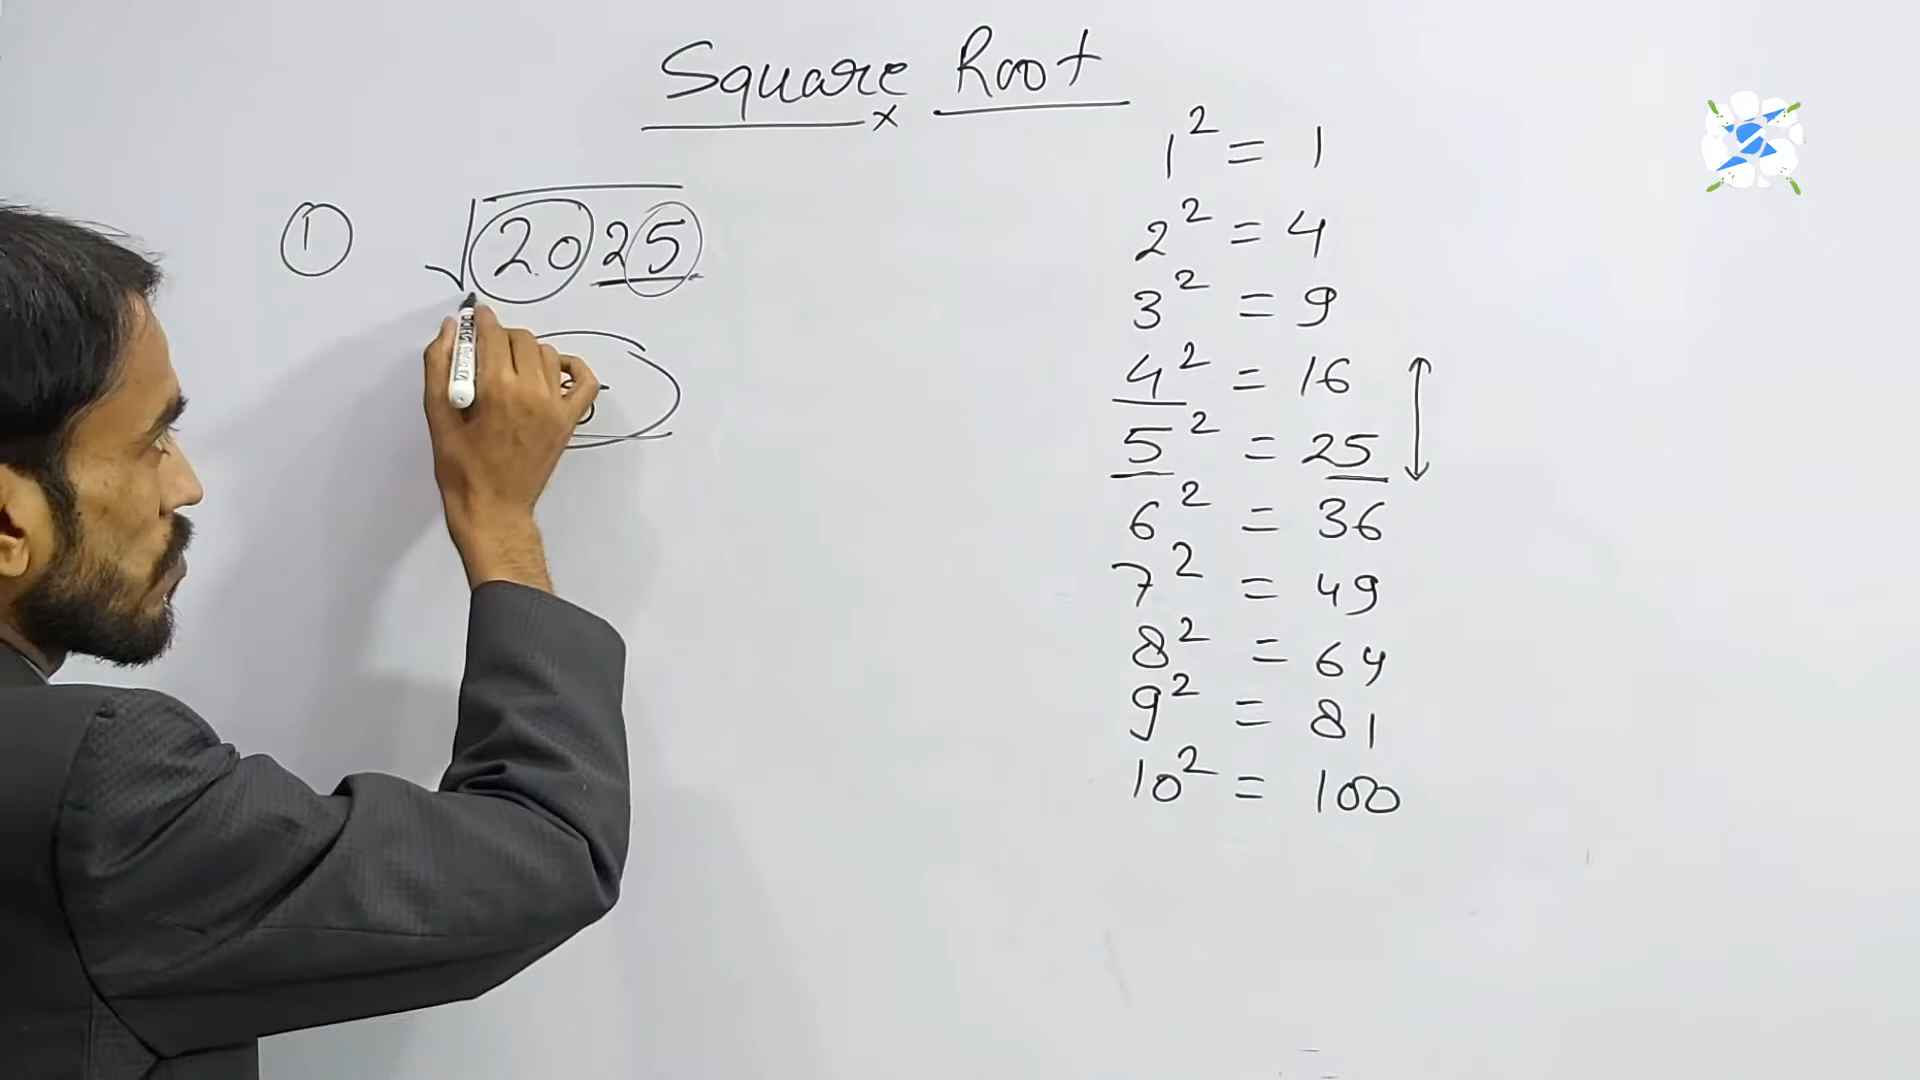 Square Root
x
1² = 1
① √2025
2² = 4
3² = 9
4² = 16
5² = 25
6² = 36
7² = 49
8² = 64
9² = 81
10² = 100